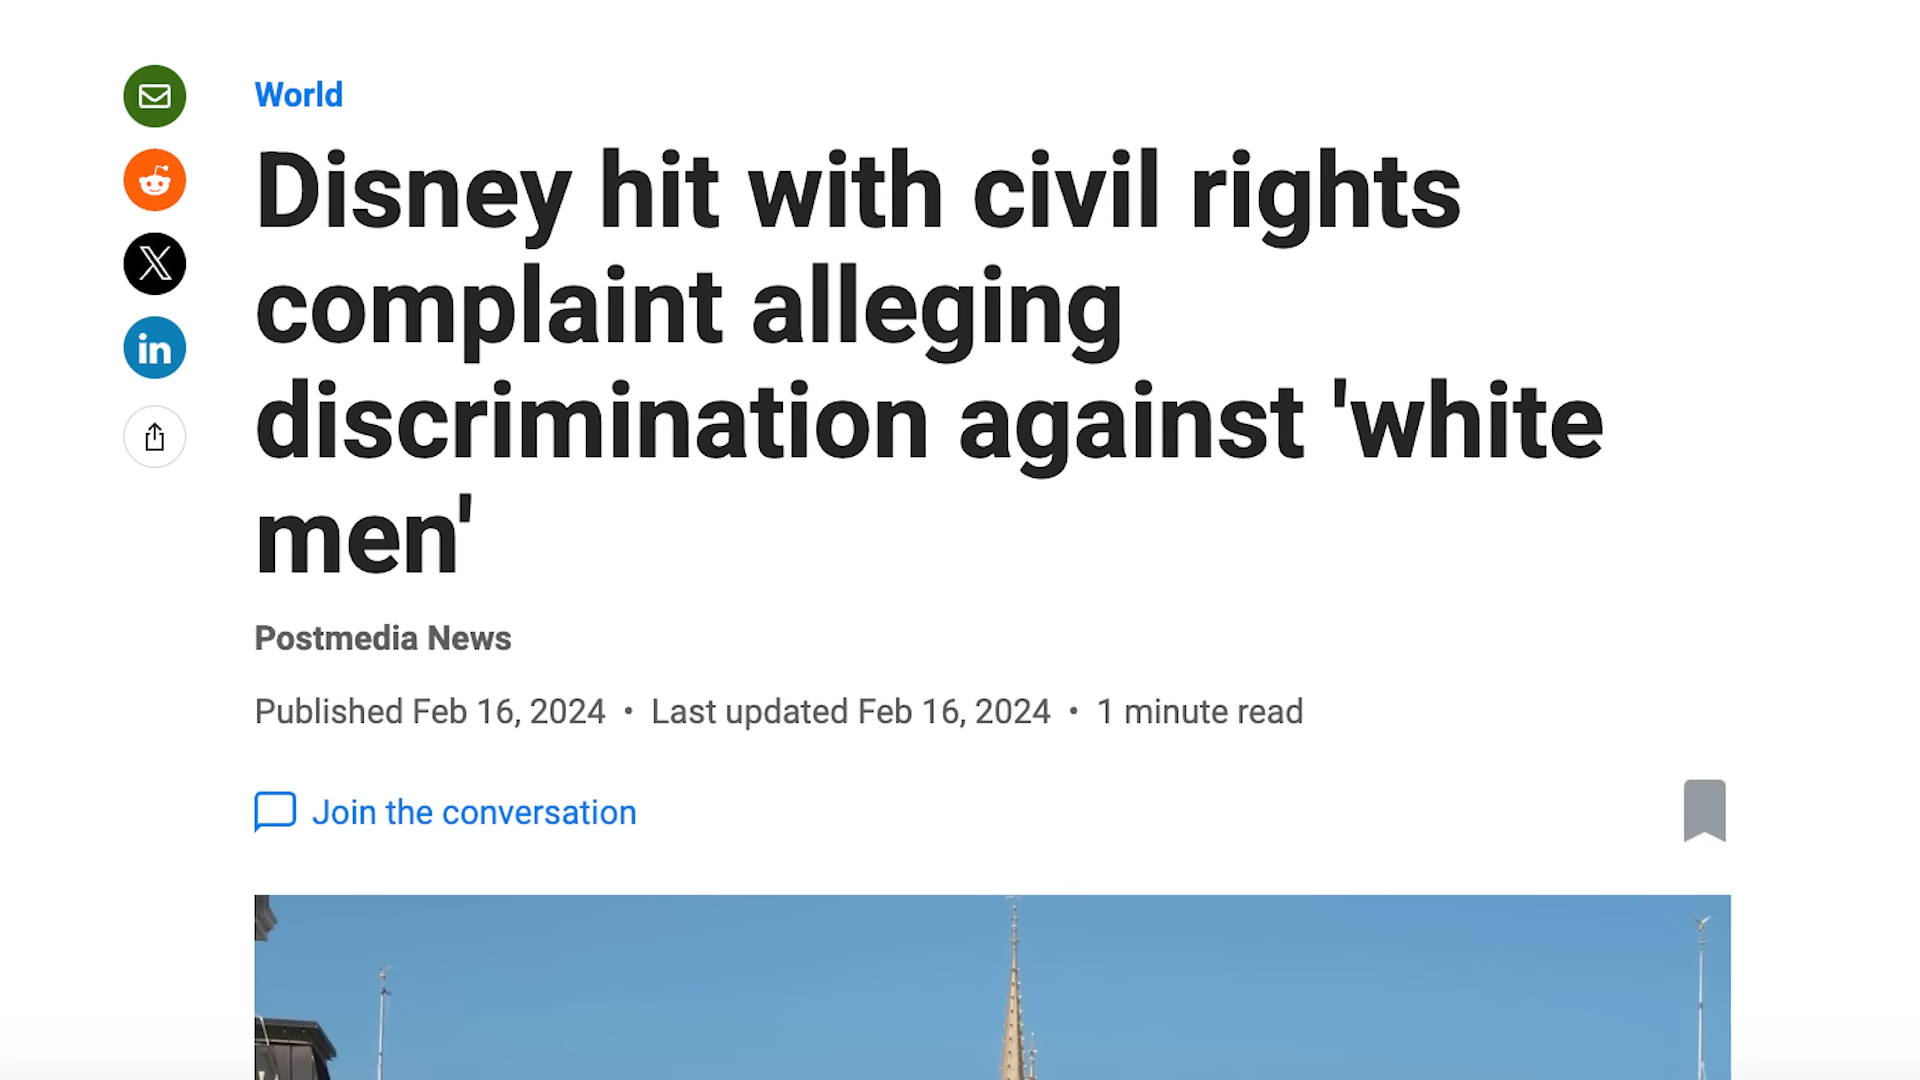 World
Disney hit with civil rights
complaint alleging
discrimination against 'white
men'
Postmedia News
Published Feb 16, 2024 • Last updated Feb 16, 2024 • 1 minute read
Join the conversation
in